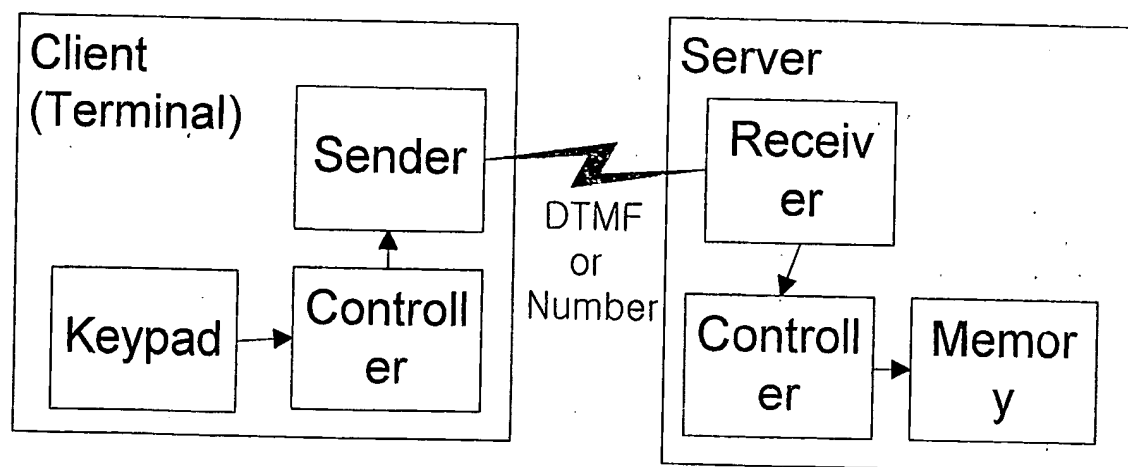 Client
(Terminal)
Sender
Keypad
Controll
er
DTMF
or
Number
Server
Receiv
er
Controll
er
Memor
y